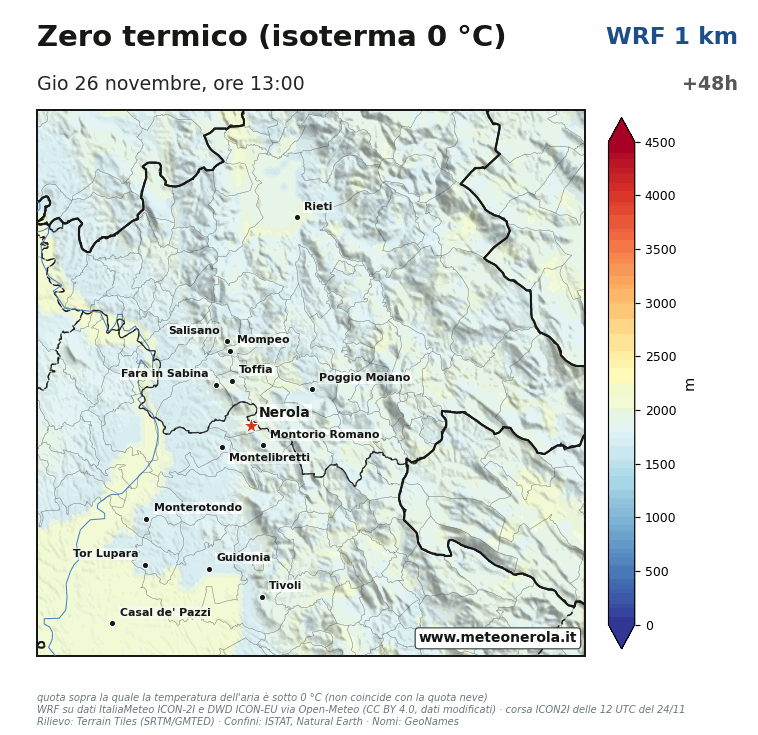 Zero termico (isoterma 0 °C)
WRF 1 km
Gio 26 novembre, ore 13:00
+48h
4500
4000
3500
3000
2500
2000
1500
1000
500
0
m
Rieti
Salisano
Mompeo
Fara in Sabina
Toffia
Poggio Moiano
Nerola
Montorio Romano
Montelibretti
Monterotondo
Tor Lupara
Guidonia
Tivoli
Casal de' Pazzi
www.meteonerola.it
quota sopra la quale la temperatura dell'aria è sotto 0 °C (non coincide con la quota neve)
WRF su dati ItaliaMeteo ICON-2I e DWD ICON-EU via Open-Meteo (CC BY 4.0, dati modificati) · corsa ICON2I delle 12 UTC del 24/11
Rilievo: Terrain Tiles (SRTM/GMTED) · Confini: ISTAT, Natural Earth · Nomi: GeoNames